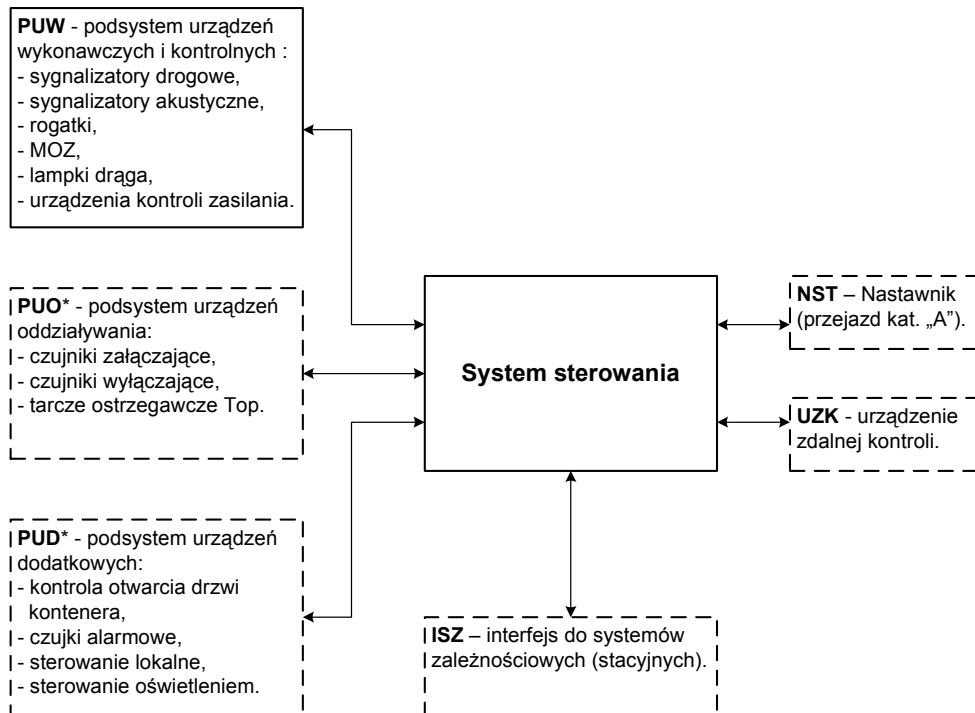 PUW - podsystem urządzeń
wykonawczych i kontrolnych :
- sygnalizatory drogowe,
- sygnalizatory akustyczne,
- rogatki,
- MOZ,
- lampki drąga,
- urządzenia kontroli zasilania.
PUO* - podsystem urządzeń
oddziaływania:
- czujniki załączające,
- czujniki wyłączające,
- tarcze ostrzegawcze Top.
PUD* - podsystem urządzeń
dodatkowych:
- kontrola otwarcia drzwi
kontenera,
- czujki alarmowe,
- sterowanie lokalne,
- sterowanie oświetleniem.
System sterowania
ISZ – interfejs do systemów
zależnościowych (stacyjnych).
NST – Nastawnik
(przejazd kat. „A”).
UZK - urządzenie
zdalnej kontroli.